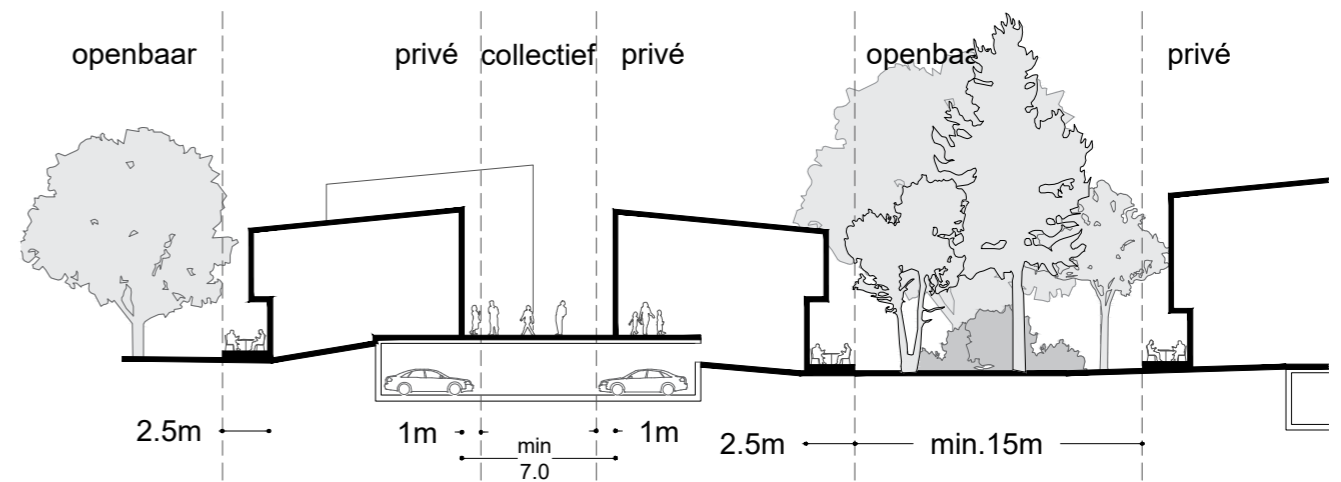 openbaar
privé
collectief
privé
openbaa
privé
2.5m
1m
min
7.0
1m
2.5m
min.15m